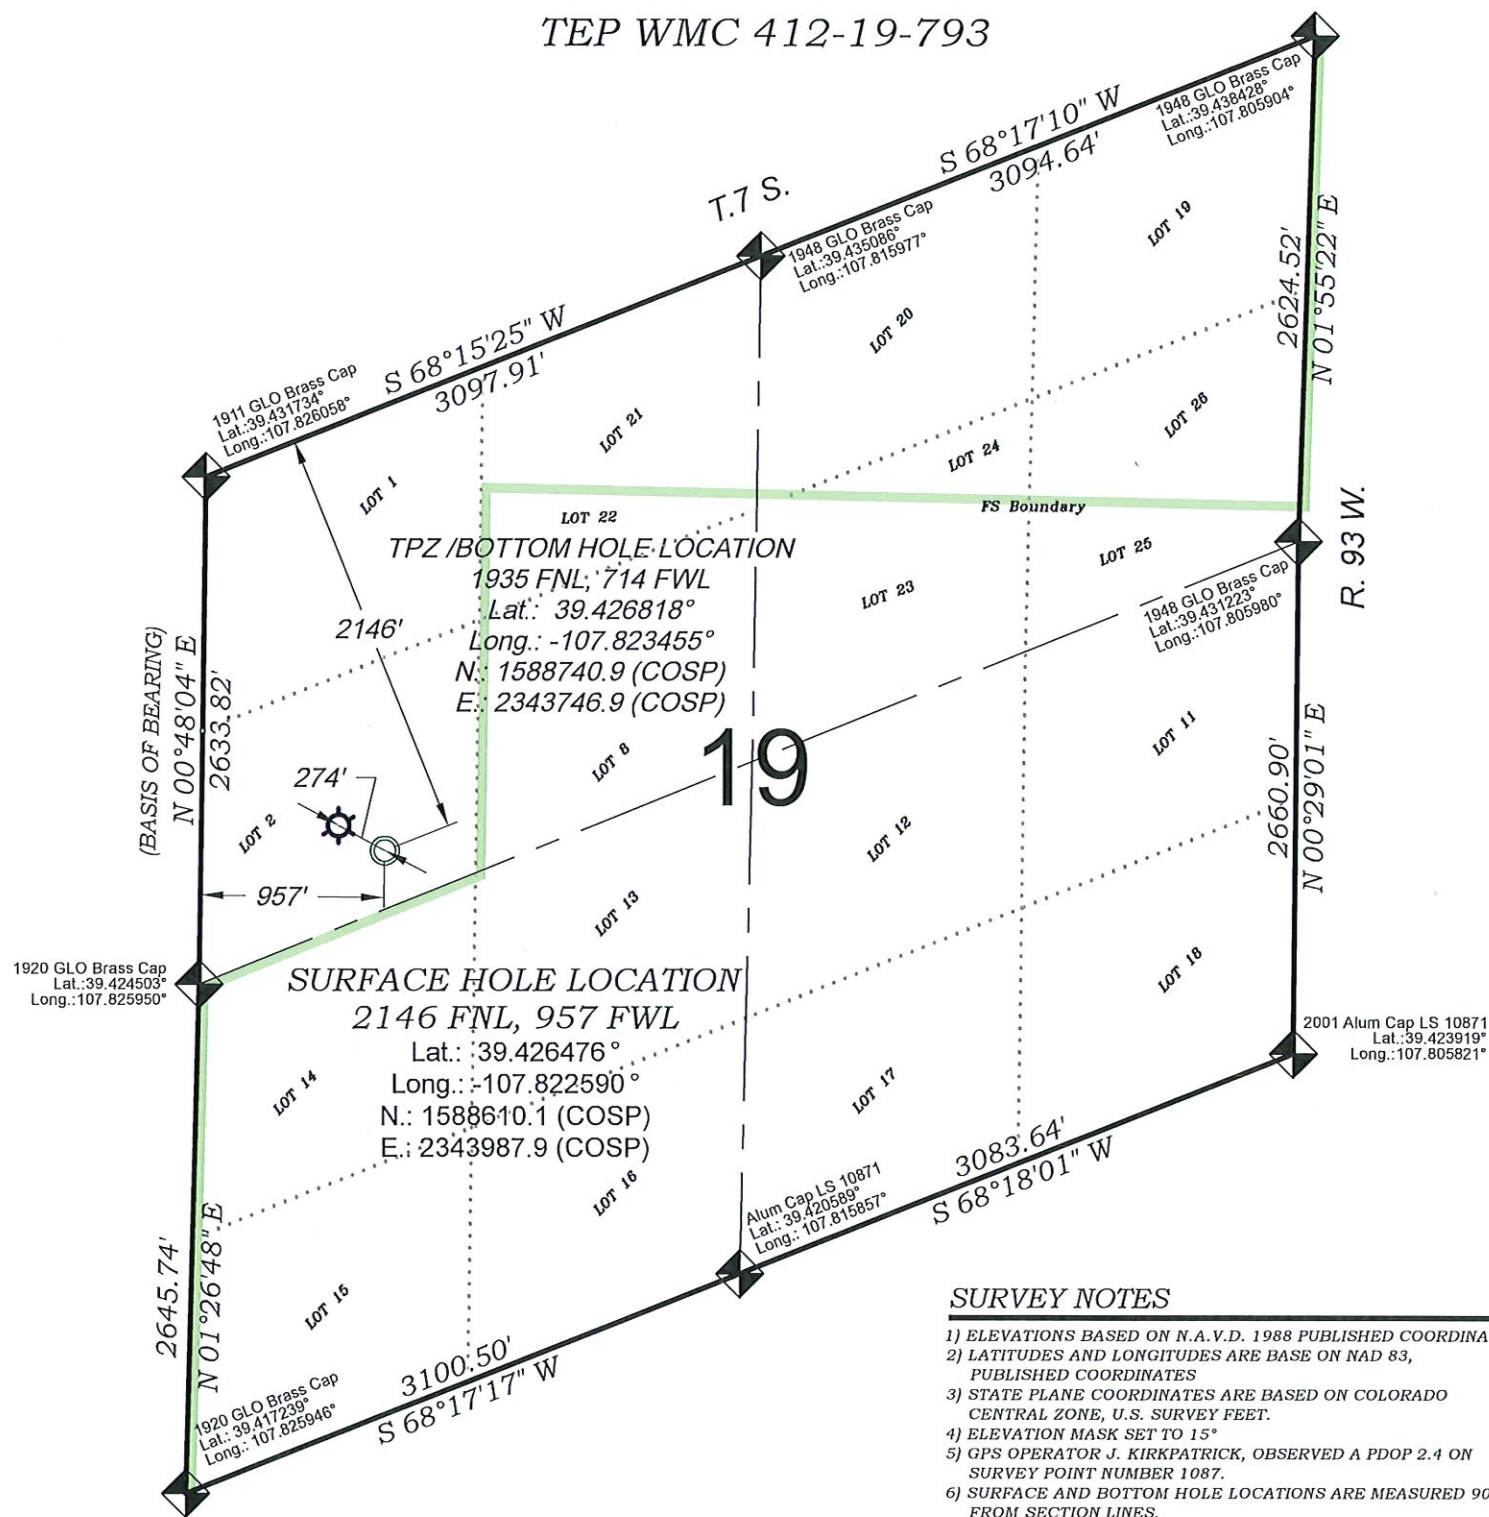 TEP WMC 412-19-793
1948 GLO Brass Cap
Lat.:39.438428°
Long.:107.805904°
S 68°17'10" W
3094.64'
T.7 S.
1948 GLO Brass Cap
Lat.:39.435086°
Long.:107.815977°
LOT 19
LOT 20
N 01°55'22" E
2624.52'
S 68°15'25" W
3097.91'
1911 GLO Brass Cap
Lat.:39.431734°
Long.:107.826058°
LOT 21
LOT 26
LOT 24
LOT 1
FS Boundary
LOT 22
LOT 25
R. 93 W.
TPZ /BOTTOM HOLE LOCATION
1935 FNL, 714 FWL
Lat.: 39.426818°
Long.: -107.823455°
N.: 1588740.9 (COSP)
E.: 2343746.9 (COSP)
LOT 23
1948 GLO Brass Cap
Lat.:39.431223°
Long.:107.805980°
2146'
(BASIS OF BEARING)
N 00°48'04" E
2633.82'
LOT 8
19
LOT 11
274'
LOT 2
LOT 12
2660.90'
N 00°29'01" E
957'
LOT 13
1920 GLO Brass Cap
Lat.:39.424503°
Long.:107.825950°
LOT 18
SURFACE HOLE LOCATION
2146 FNL, 957 FWL
Lat.: 39.426476°
Long.: -107.822590°
N.: 1588610.1 (COSP)
E.: 2343987.9 (COSP)
2001 Alum Cap LS 10871
Lat.:39.423919°
Long.:107.805821°
LOT 14
LOT 17
3083.64'
S 68°18'01" W
LOT 16
Alum Cap LS 10871
Lat.: 39.420589°
Long.: 107.815857°
2645.74'
N 01°26'48" E
LOT 15
3100.50'
S 68°17'17" W
1920 GLO Brass Cap
Lat.: 39.417239°
Long.: 107.825946°
SURVEY NOTES
1) ELEVATIONS BASED ON N.A.V.D. 1988 PUBLISHED COORDINA
2) LATITUDES AND LONGITUDES ARE BASE ON NAD 83,
PUBLISHED COORDINATES
3) STATE PLANE COORDINATES ARE BASED ON COLORADO
CENTRAL ZONE, U.S. SURVEY FEET.
4) ELEVATION MASK SET TO 15°
5) GPS OPERATOR J. KIRKPATRICK, OBSERVED A PDOP 2.4 ON
SURVEY POINT NUMBER 1087.
6) SURFACE AND BOTTOM HOLE LOCATIONS ARE MEASURED 90
FROM SECTION LINES.